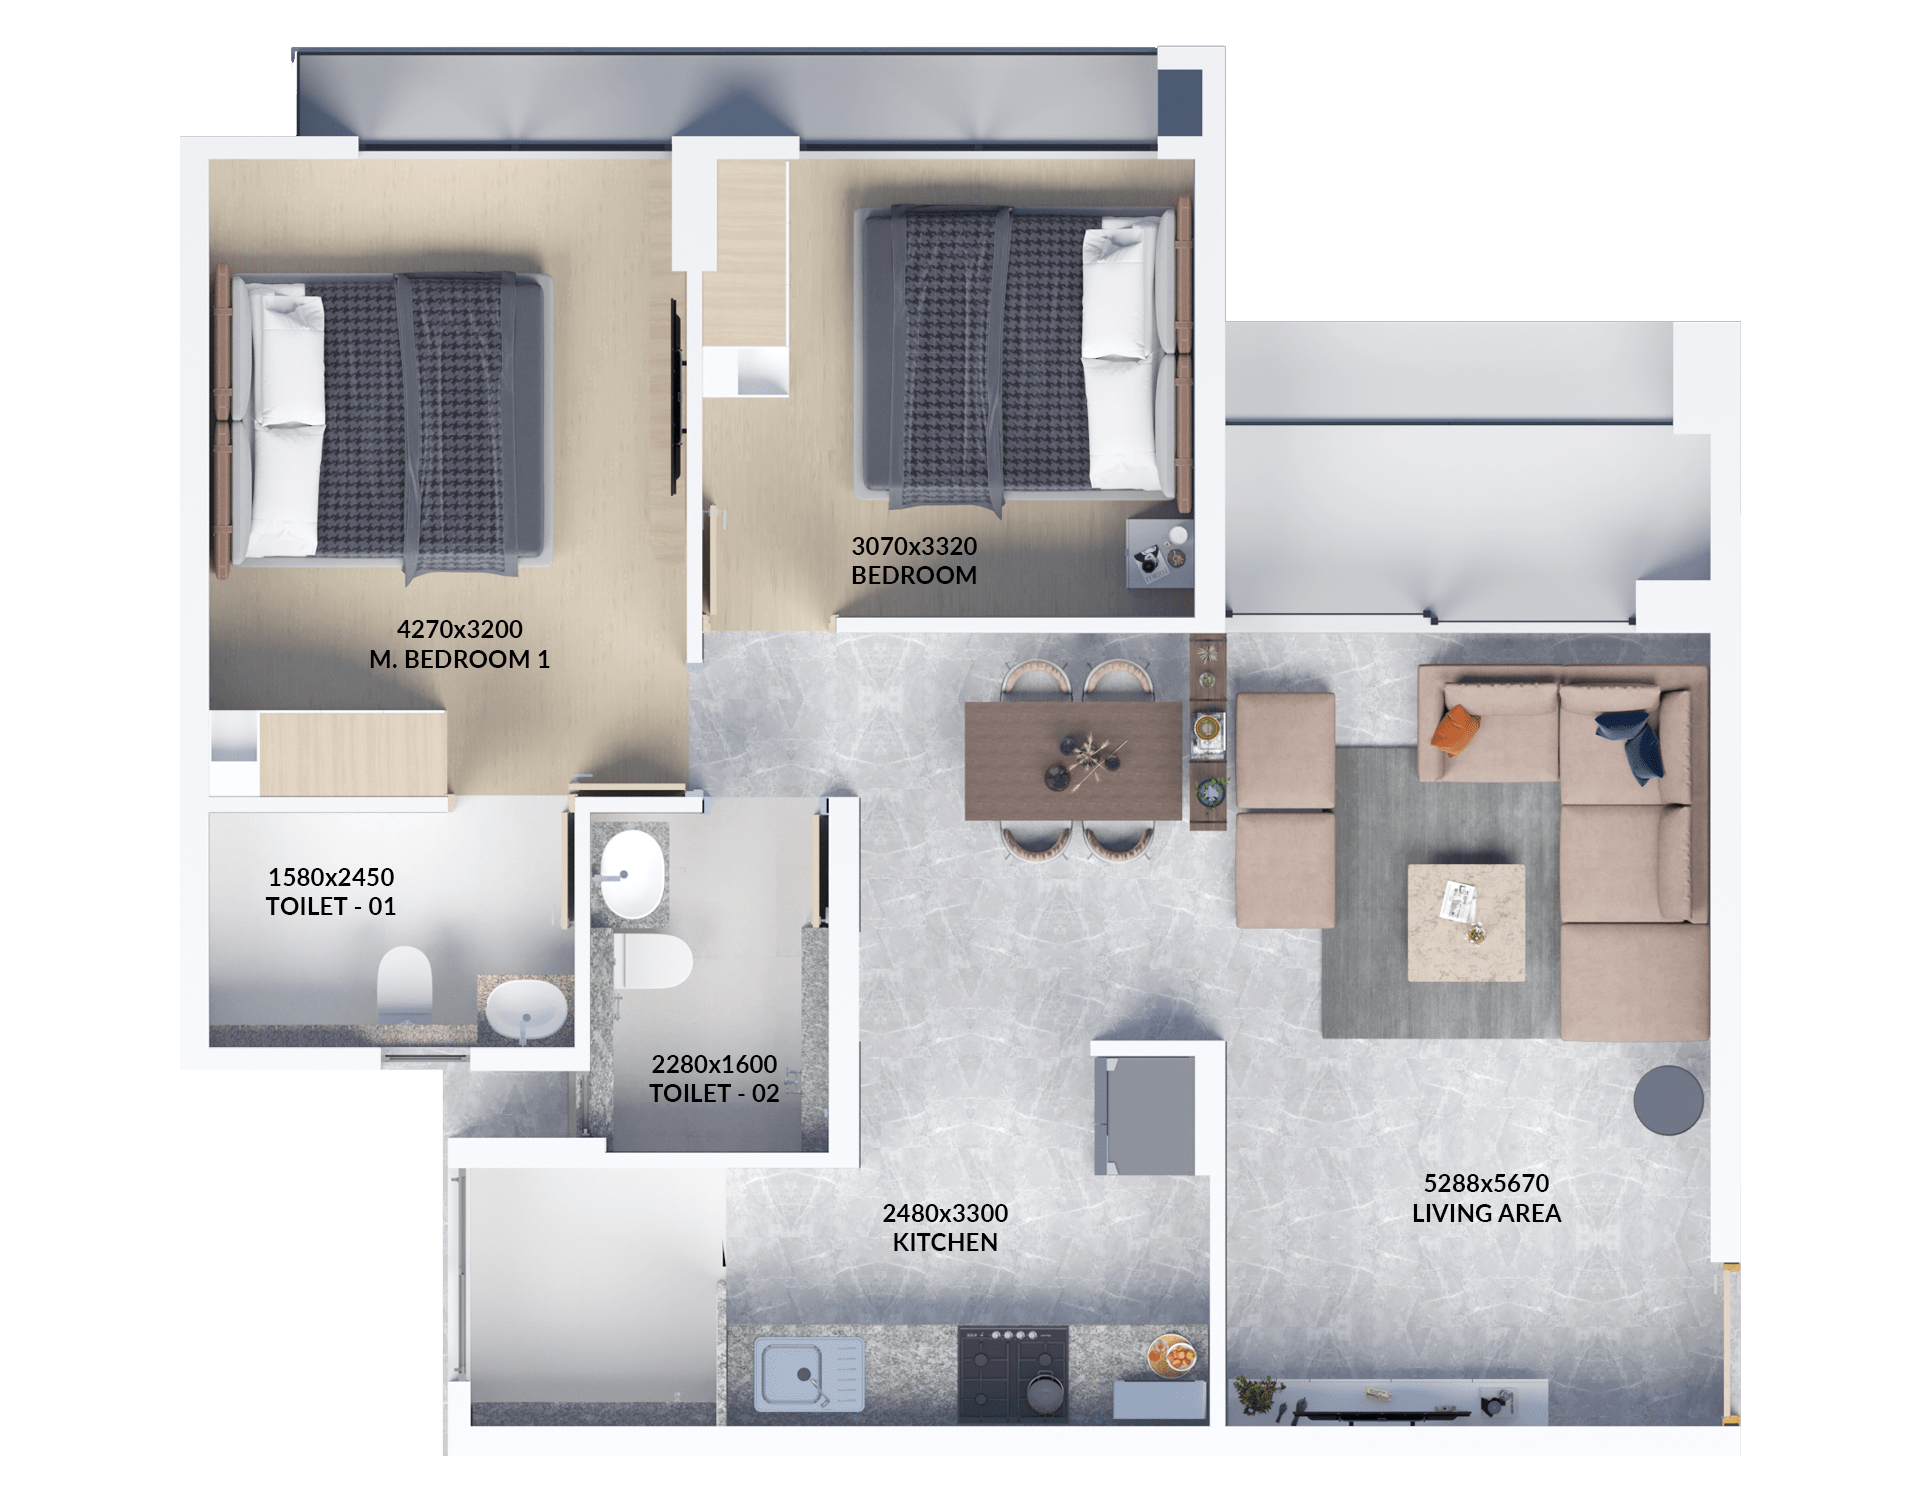 3070x3320
BEDROOM
4270x3200
M. BEDROOM 1
1580x2450
TOILET - 01
2280x1600
TOILET - 02
5288x5670
LIVING AREA
2480x3300
KITCHEN